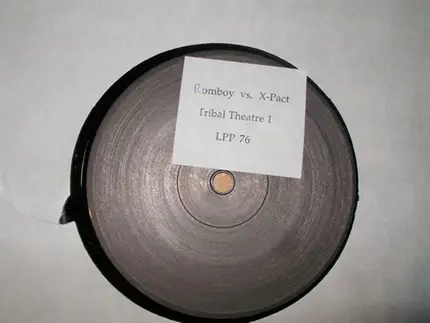 Romboy vs. X-Pact
Tribal Theatre 1
LPP 76